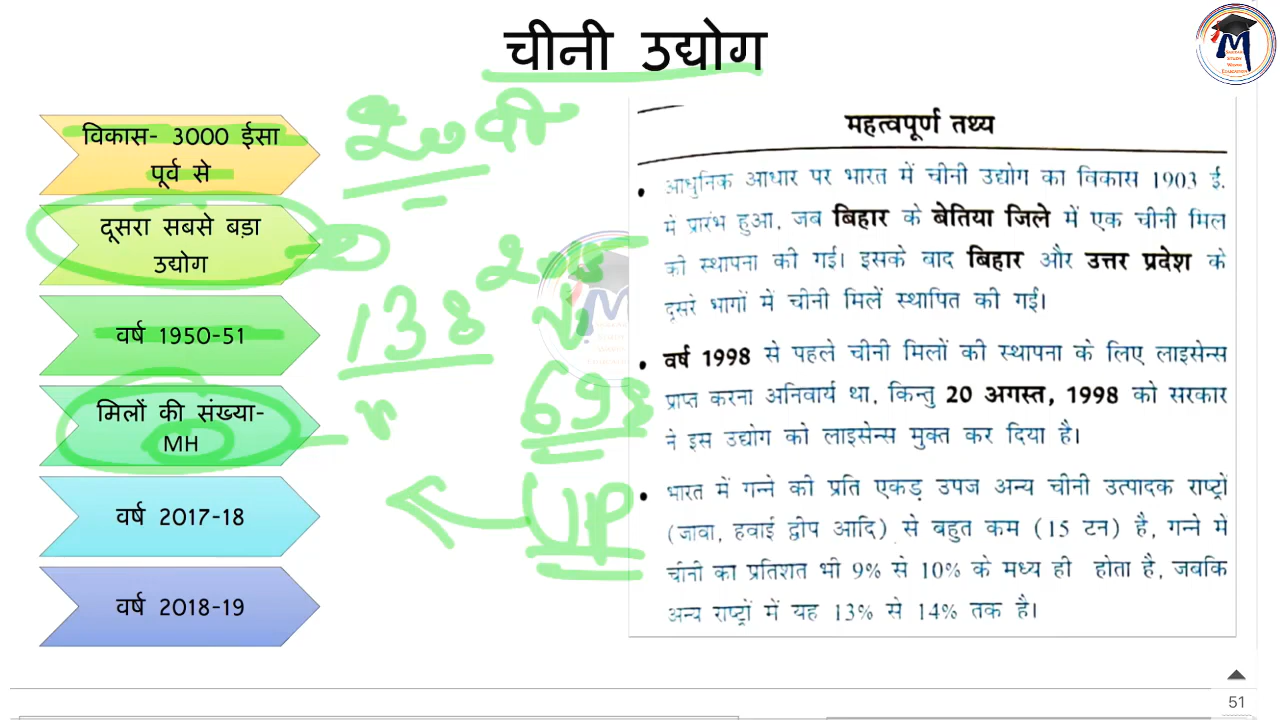 चीनी उद्योग
विकास- 3000 ईसा
पूर्व से
दूसरा सबसे बड़ा
उद्योग
वर्ष 1950-51
मिलों की संख्या-
MH
वर्ष 2017-18
वर्ष 2018-19
20वी
138
में
UP
महत्वपूर्ण तथ्य
• आधुनिक आधार पर भारत में चीनी उद्योग का विकास 1903 ई.
में प्रारंभ हुआ, जब बिहार के बेतिया जिले में एक चीनी मिल
की स्थापना की गई। इसके बाद बिहार और उत्तर प्रदेश के
दूसरे भागों में चीनी मिलें स्थापित की गई।
• वर्ष 1998 से पहले चीनी मिलों की स्थापना के लिए लाइसेन्स
प्राप्त करना अनिवार्य था, किन्तु 20 अगस्त, 1998 को सरकार
ने इस उद्योग को लाइसेन्स मुक्त कर दिया है।
• भारत में गन्ने की प्रति एकड़ उपज अन्य चीनी उत्पादक राष्ट्रों
(जावा, हवाई द्वीप आदि) से बहुत कम (15 टन) है, गन्ने में
चीनी का प्रतिशत भी 9% से 10% के मध्य ही होता है, जबकि
अन्य राष्ट्रों में यह 13% से 14% तक है।
51